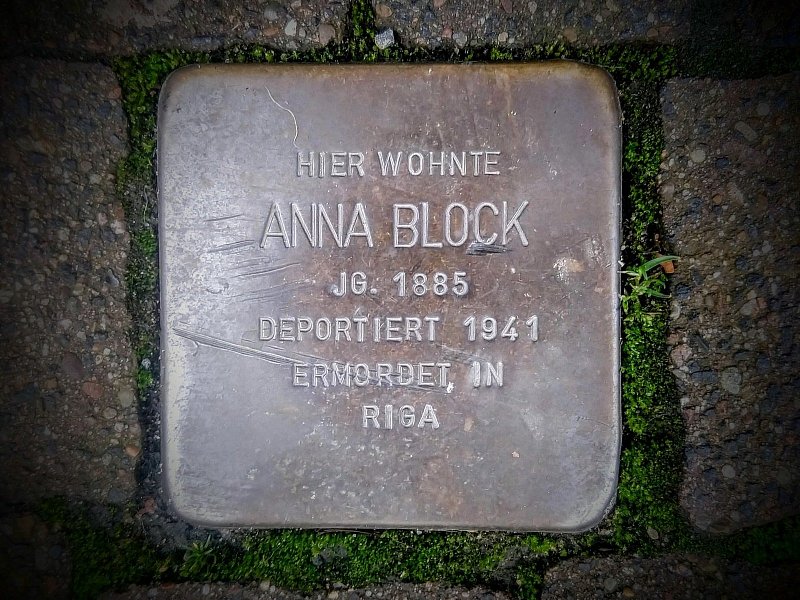 HIER WOHNTE
ANNA BLOCK
JG. 1885
DEPORTIERT 1941
ERMORDET IN
RIGA